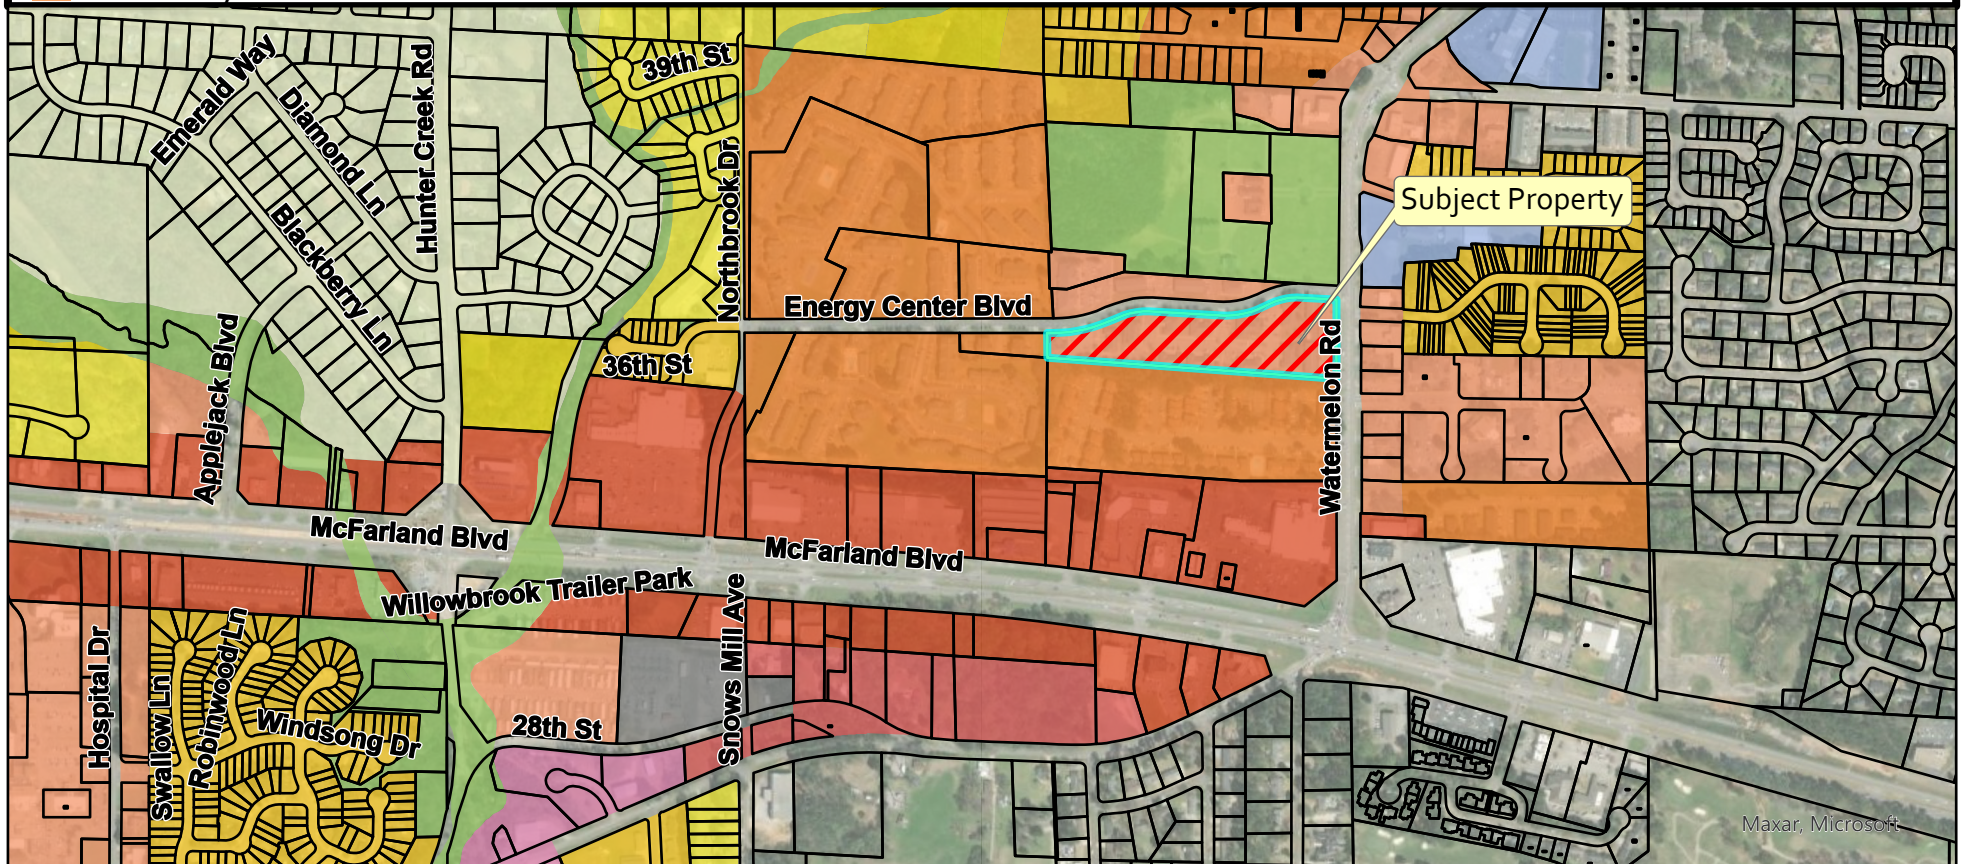 39th St
Emerald Way
Diamond Ln
Hunter Creek Rd
Northbrook Dr
Subject Property
Blackberry Ln
Energy Center Blvd
Applejack Blvd
36th St
Watermelon Rd
McFarland Blvd
McFarland Blvd
Willowbrook Trailer Park
Snows Mill Ave
Hospital Dr
Swallow Ln
Robinwood Ln
Windsong Dr
28th St
Maxar, Microsoft